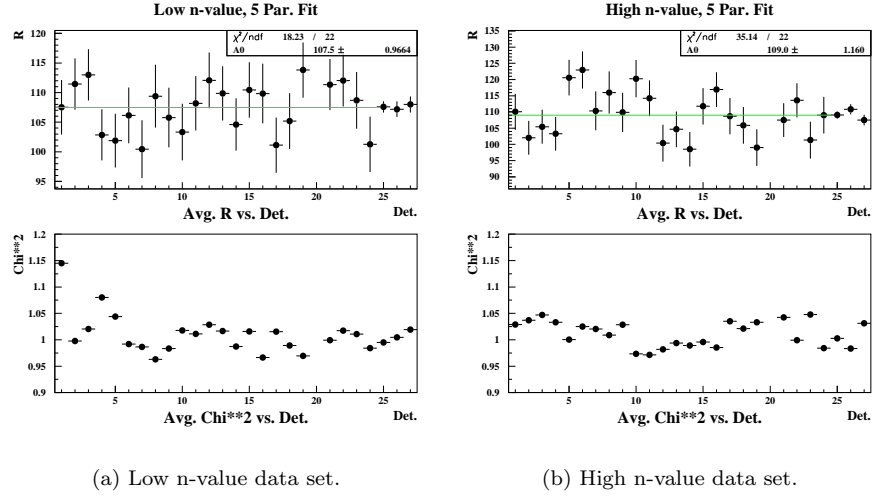 Low n-value, 5 Par. Fit
R
χ²/ndf 18.23 / 22
A0 107.5 ± 0.9664
120
115
110
105
100
95
5 10 15 20 25
Avg. R vs. Det.
Det.
Chi**2
1.2
1.15
1.1
1.05
1
0.95
0.9
5 10 15 20 25
Avg. Chi**2 vs. Det.
Det.
(a) Low n-value data set.
High n-value, 5 Par. Fit
R
χ²/ndf 35.14 / 22
A0 109.0 ± 1.160
135
130
125
120
115
110
105
100
95
90
5 10 15 20 25
Avg. R vs. Det.
Det.
Chi**2
1.2
1.15
1.1
1.05
1
0.95
0.9
5 10 15 20 25
Avg. Chi**2 vs. Det.
Det.
(b) High n-value data set.